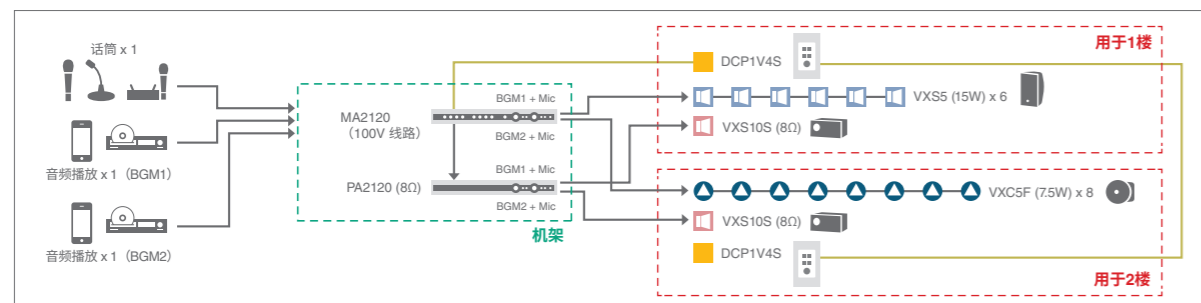 话筒 x 1
音频播放 x 1（BGM1）
音频播放 x 1（BGM2）
MA2120
（100V 线路）
BGM1 + Mic
BGM2 + Mic
PA2120 (8Ω)
BGM1 + Mic
BGM2 + Mic
机架
用于1楼
DCP1V4S
VXS5 (15W) x 6
VXS10S (8Ω)
VXC5F (7.5W) x 8
VXS10S (8Ω)
DCP1V4S
用于2楼